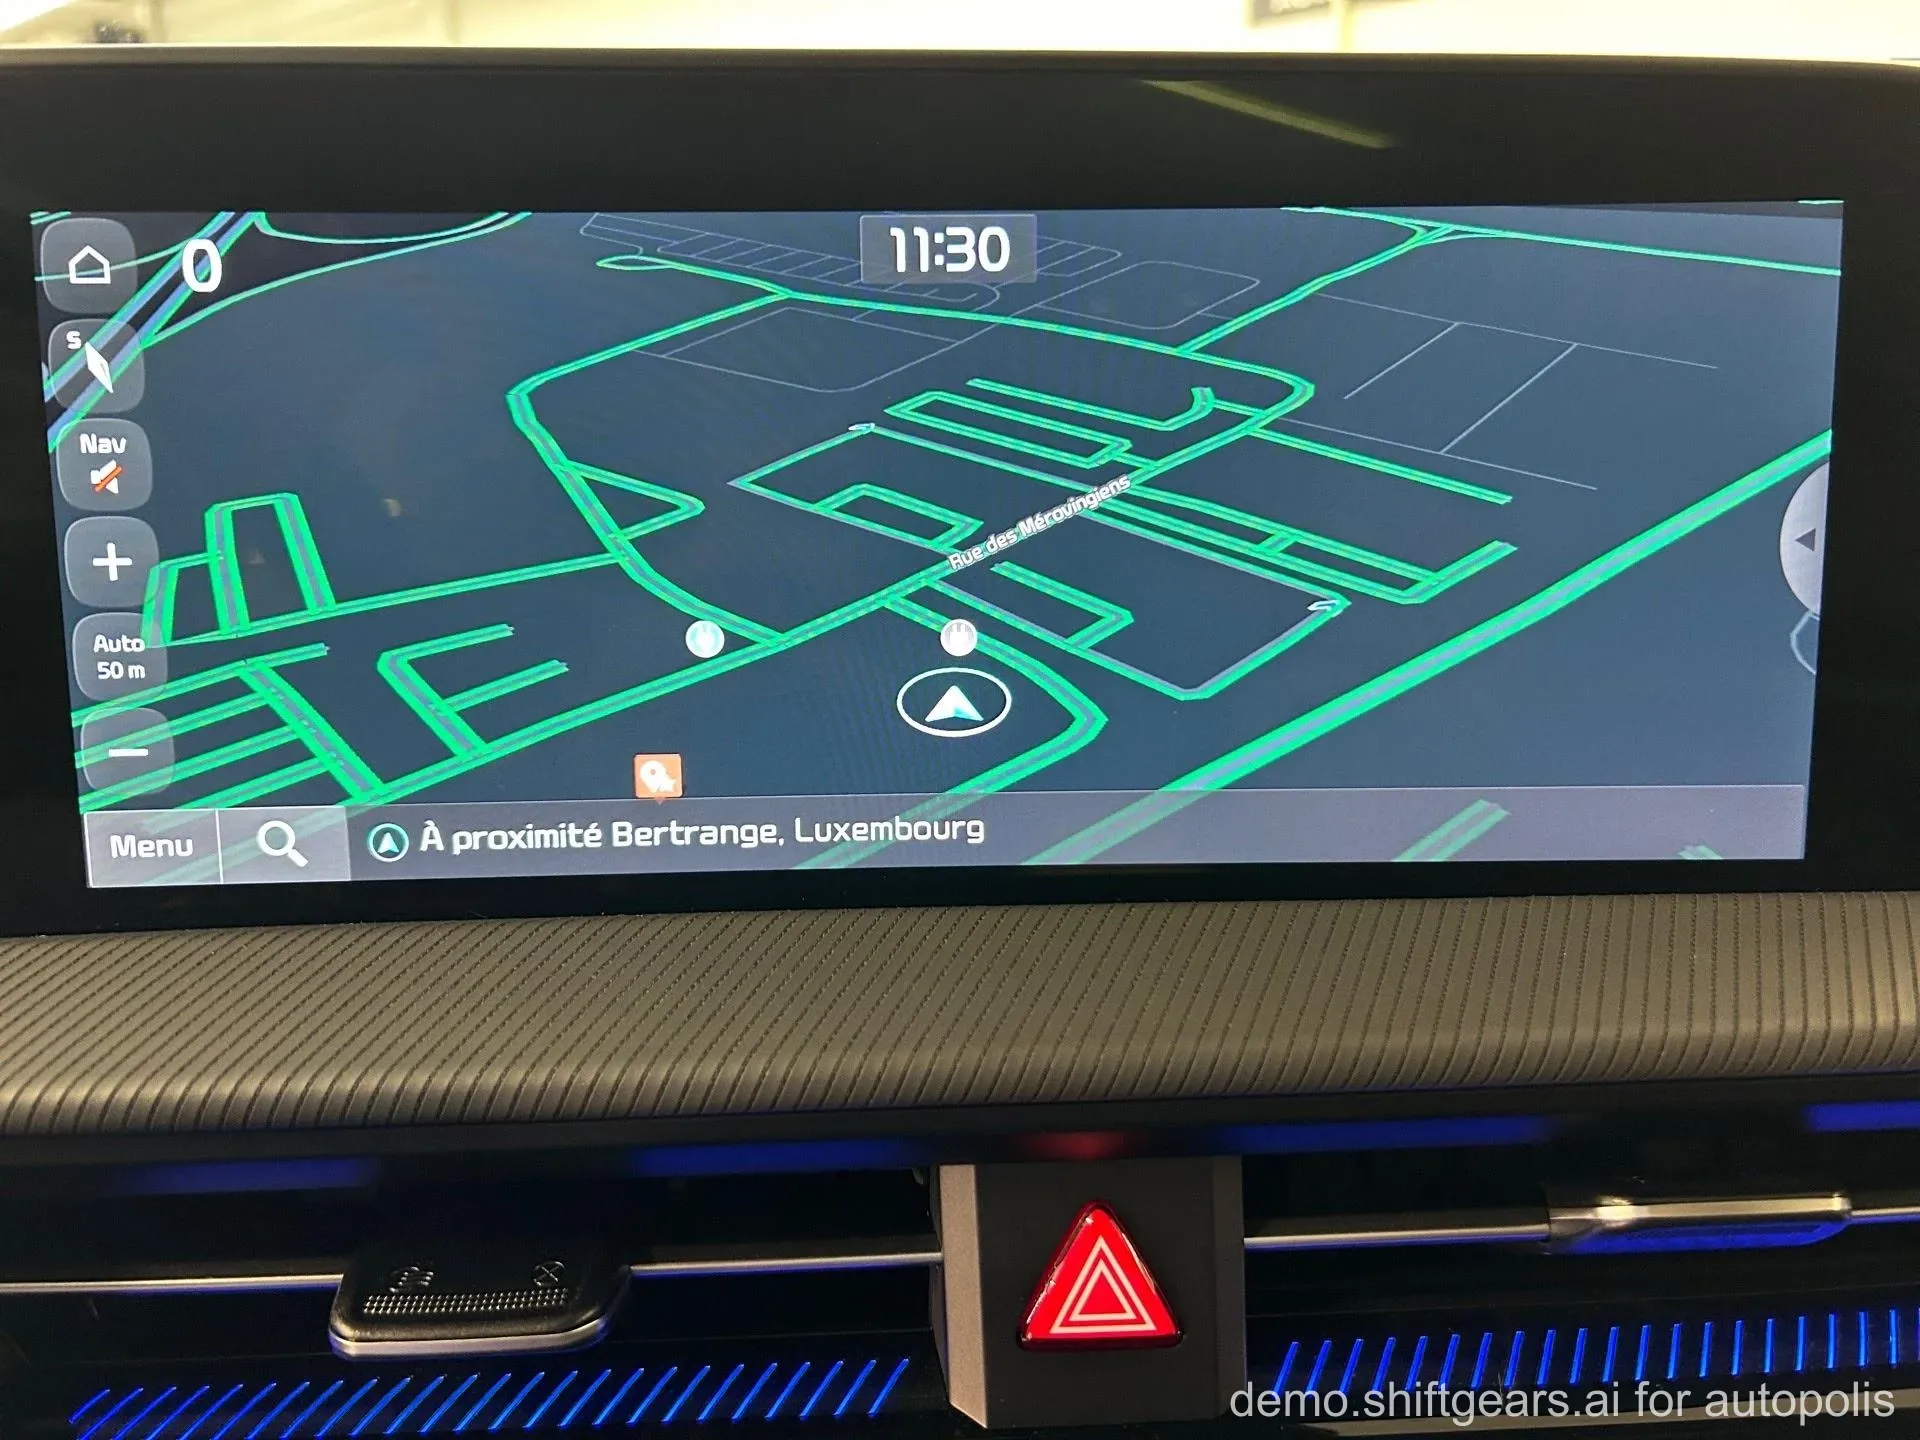 0
11:30
S
Nav
Rue des Mérovingiens
Auto
50 m
Menu
À proximité Bertrange, Luxembourg
demo.shiftgears.ai for autopolis